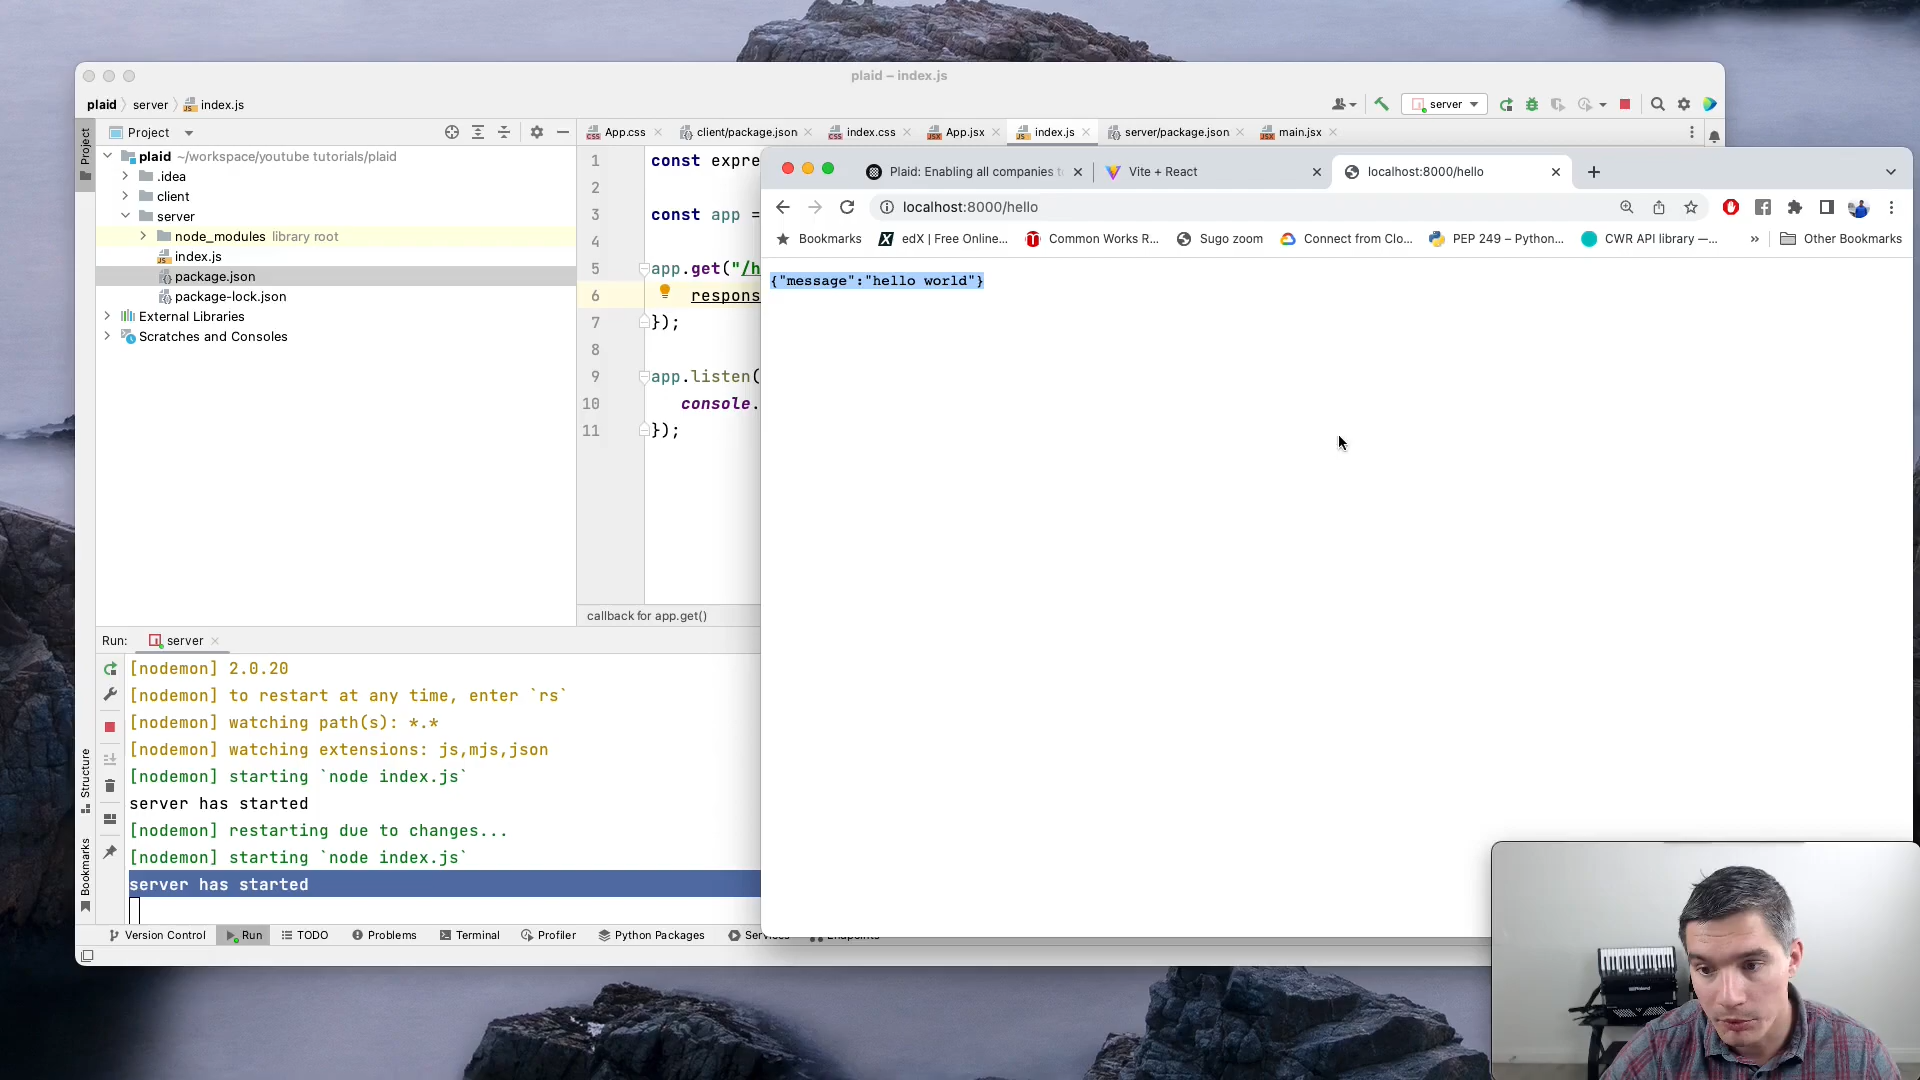 plaid – index.js
plaid server index.js
server
Project
App.css client/package.json index.css App.jsx index.js server/package.json main.jsx
Project
plaid ~/workspace/youtube tutorials/plaid
.idea
client
server
node_modules library root
index.js
package.json
package-lock.json
External Libraries
Scratches and Consoles
1 const expre
2
3 const app =
4
5 app.get("/h
6 respons
7 });
8
9 app.listen(
10 console.
11 });
callback for app.get()
Plaid: Enabling all companies t
Vite + React
localhost:8000/hello
localhost:8000/hello
Bookmarks edX | Free Online... Common Works R... Sugo zoom Connect from Clo... PEP 249 – Python... CWR API library —... » Other Bookmarks
{"message":"hello world"}
Run: server
[nodemon] 2.0.20
[nodemon] to restart at any time, enter `rs`
[nodemon] watching path(s): *.*
[nodemon] watching extensions: js,mjs,json
[nodemon] starting `node index.js`
server has started
[nodemon] restarting due to changes...
[nodemon] starting `node index.js`
server has started
Structure
Bookmarks
Version Control Run TODO Problems Terminal Profiler Python Packages
Roland